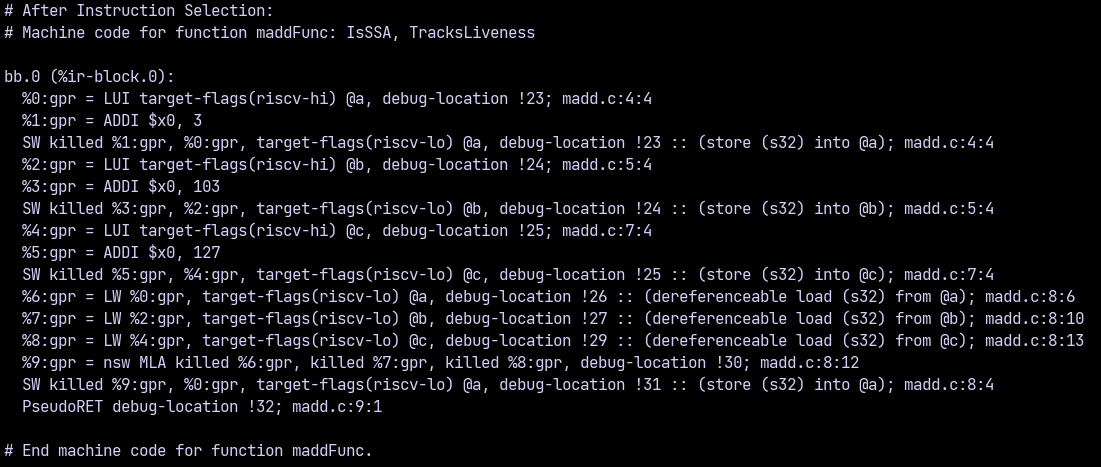 # After Instruction Selection:
# Machine code for function maddFunc: IsSSA, TracksLiveness
bb.0 (%ir-block.0):
%0:gpr = LUI target-flags(riscv-hi) @a, debug-location !23; madd.c:4:4
%1:gpr = ADDI $x0, 3
SW killed %1:gpr, %0:gpr, target-flags(riscv-lo) @a, debug-location !23 :: (store (s32) into @a); madd.c:4:4
%2:gpr = LUI target-flags(riscv-hi) @b, debug-location !24; madd.c:5:4
%3:gpr = ADDI $x0, 103
SW killed %3:gpr, %2:gpr, target-flags(riscv-lo) @b, debug-location !24 :: (store (s32) into @b); madd.c:5:4
%4:gpr = LUI target-flags(riscv-hi) @c, debug-location !25; madd.c:7:4
%5:gpr = ADDI $x0, 127
SW killed %5:gpr, %4:gpr, target-flags(riscv-lo) @c, debug-location !25 :: (store (s32) into @c); madd.c:7:4
%6:gpr = LW %0:gpr, target-flags(riscv-lo) @a, debug-location !26 :: (dereferenceable load (s32) from @a); madd.c:8:6
%7:gpr = LW %2:gpr, target-flags(riscv-lo) @b, debug-location !27 :: (dereferenceable load (s32) from @b); madd.c:8:10
%8:gpr = LW %4:gpr, target-flags(riscv-lo) @c, debug-location !29 :: (dereferenceable load (s32) from @c); madd.c:8:13
%9:gpr = nsw MLA killed %6:gpr, killed %7:gpr, killed %8:gpr, debug-location !30; madd.c:8:12
SW killed %9:gpr, %0:gpr, target-flags(riscv-lo) @a, debug-location !31 :: (store (s32) into @a); madd.c:8:4
PseudoRET debug-location !32; madd.c:9:1
# End machine code for function maddFunc.